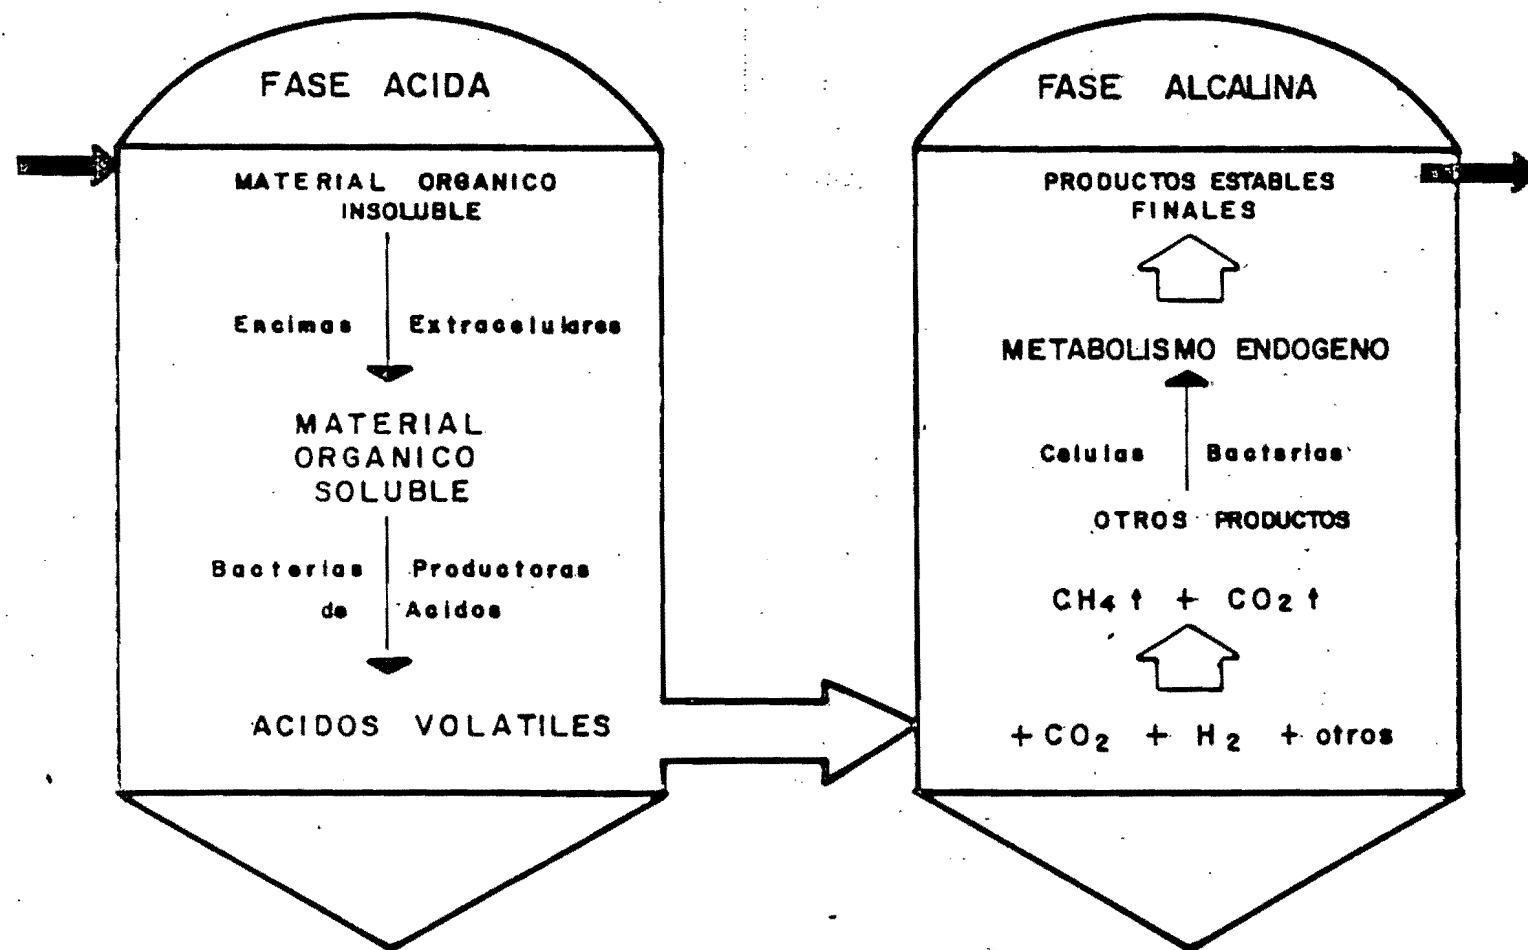 FASE ACIDA
MATERIAL ORGANICO
INSOLUBLE
Encimas Extracelulares
MATERIAL
ORGANICO
SOLUBLE
Bacterias Productoras
de Acidos
ACIDOS VOLATILES
FASE ALCALINA
PRODUCTOS ESTABLES
FINALES
METABOLISMO ENDOGENO
Celulas Bacterias
OTROS PRODUCTOS
CH4 ↑ + CO2 ↑
+ CO2 + H2 + otros